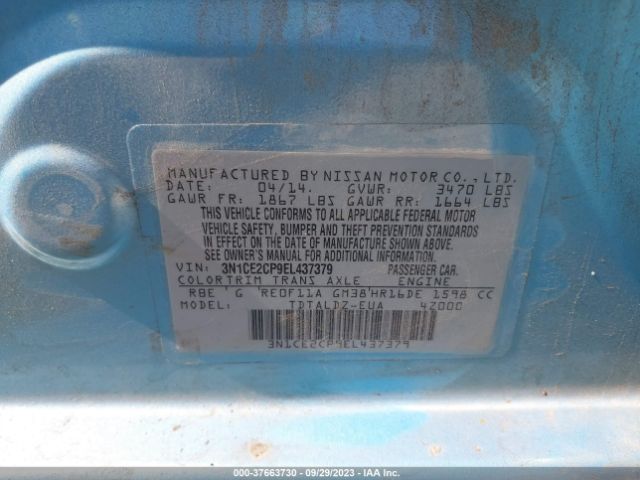 MANUFACTURED BY NISSAN MOTOR CO., LTD.
DATE: 04/14. GVWR: 3470 LBS
GAWR FR: 1867 LBS GAWR RR: 1664 LBS
THIS VEHICLE CONFORMS TO ALL APPLICABLE FEDERAL MOTOR
VEHICLE SAFETY, BUMPER AND THEFT PREVENTION STANDARDS
IN EFFECT ON THE DATE OF MANUFACTURE SHOWN ABOVE.
SEE OWNER'S MANUAL FOR ADDITIONAL INFORMATION.
VIN: 3N1CE2CP9EL437379 PASSENGER CAR.
COLOR TRIM TRANS AXLE ENGINE
RBE G RE0F11A GM38 HR16DE 1598 CC
MODEL: TDTALDZ-EUA 42000
3N1CE2CP9EL437379
000-37663730 - 09/29/2023 - IAA Inc.